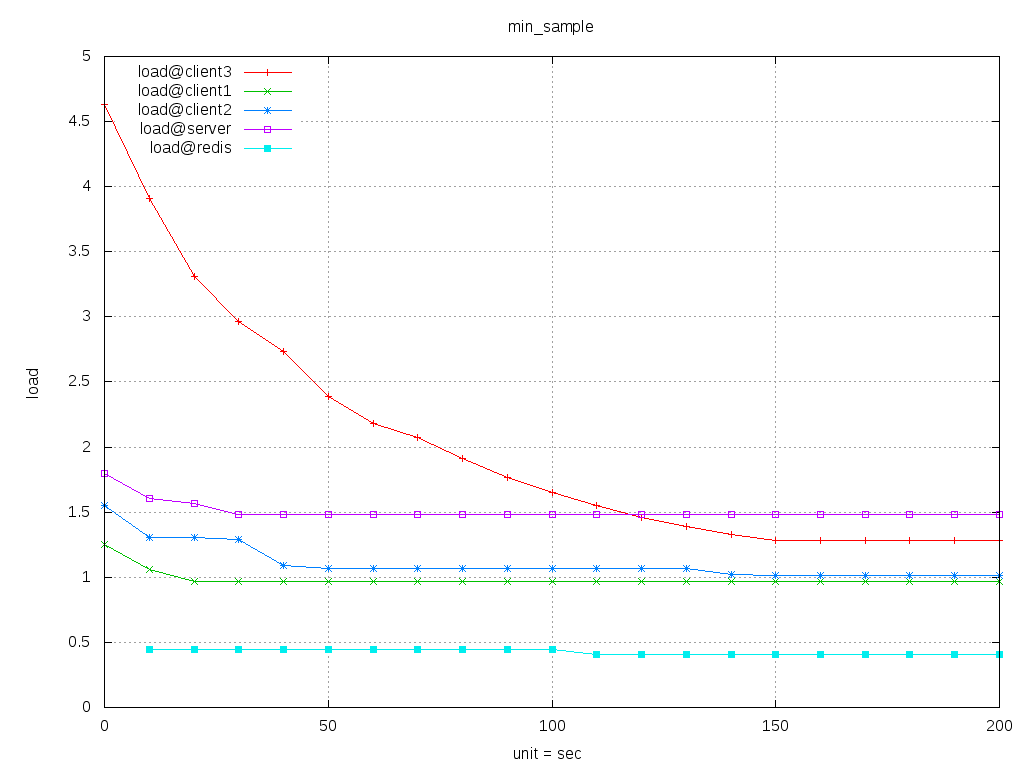 min_sample
load@client3
load@client1
load@client2
load@server
load@redis
5
4.5
4
3.5
3
2.5
2
1.5
1
0.5
0
load
0 50 100 150 200
unit = sec